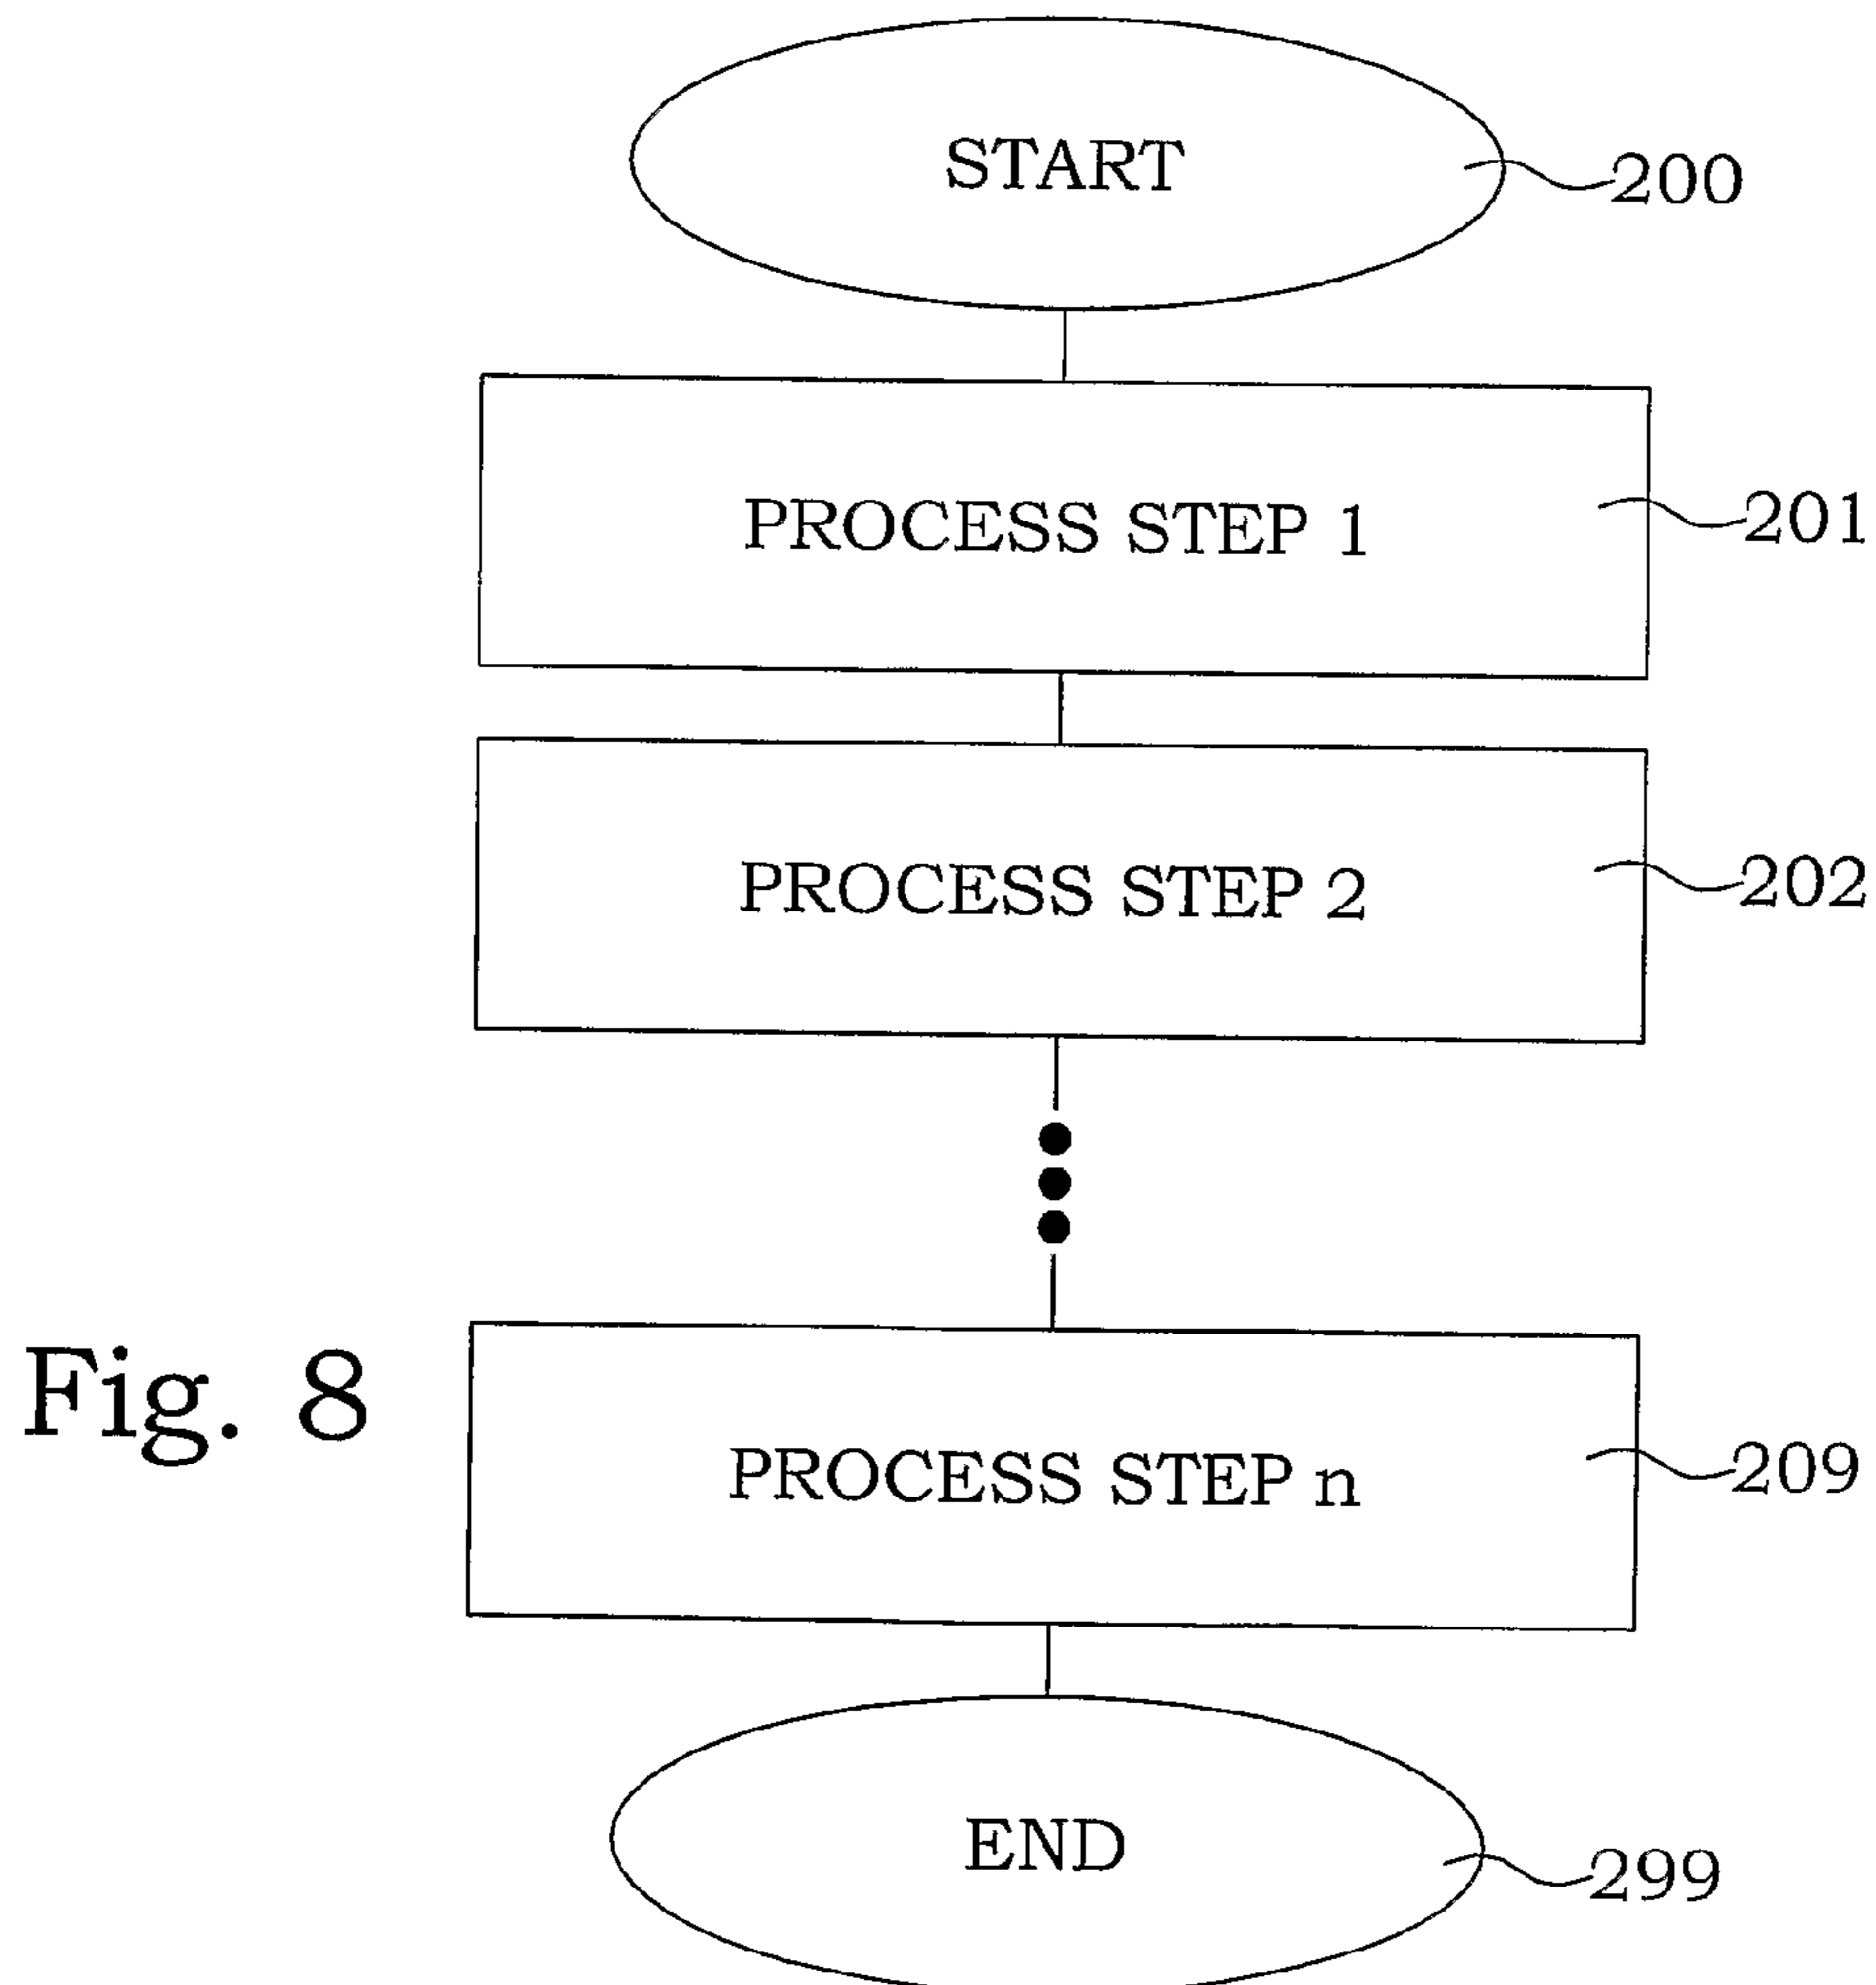 START
200
PROCESS STEP 1
201
PROCESS STEP 2
202
Fig. 8
PROCESS STEP n
209
END
299